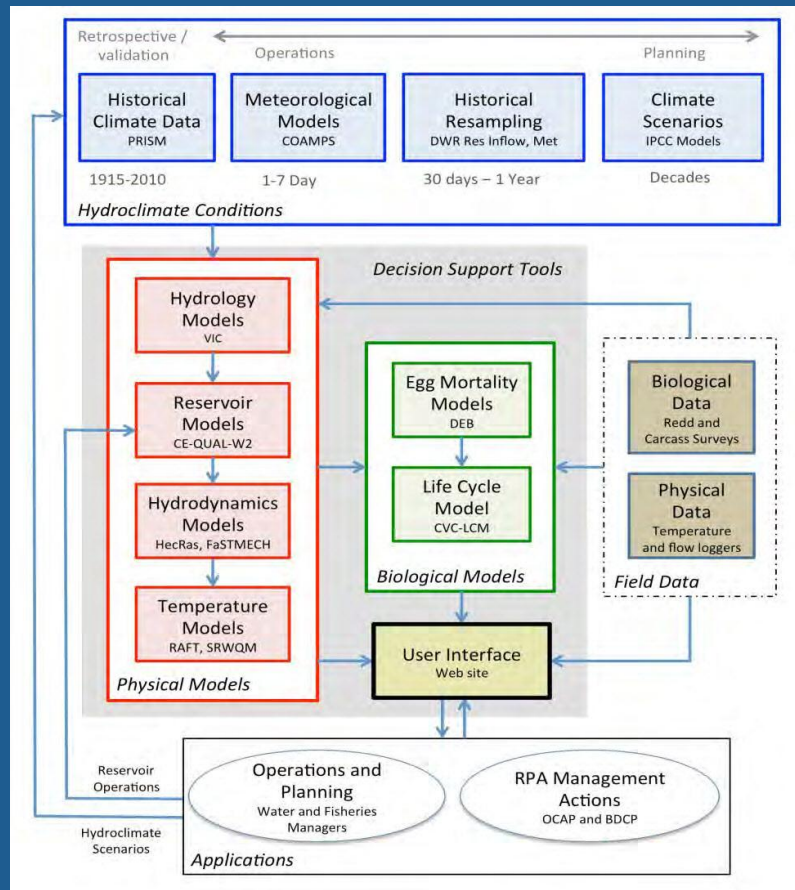 Retrospective /
validation
Operations
Planning
Historical
Climate Data
PRISM
Meteorological
Models
COAMPS
Historical
Resampling
DWR Res Inflow, Met
Climate
Scenarios
IPCC Models
1915-2010
1-7 Day
30 days – 1 Year
Decades
Hydroclimate Conditions
Decision Support Tools
Hydrology
Models
VIC
Reservoir
Models
CE-QUAL-W2
Hydrodynamics
Models
HecRas, FaSTMECH
Temperature
Models
RAFT, SRWQM
Physical Models
Egg Mortality
Models
DEB
Life Cycle
Model
CVC-LCM
Biological Models
Biological
Data
Redd and
Carcass Surveys
Physical
Data
Temperature
and flow loggers
Field Data
User Interface
Web site
Reservoir
Operations
Hydroclimate
Scenarios
Operations and
Planning
Water and Fisheries
Managers
RPA Management
Actions
OCAP and BDCP
Applications